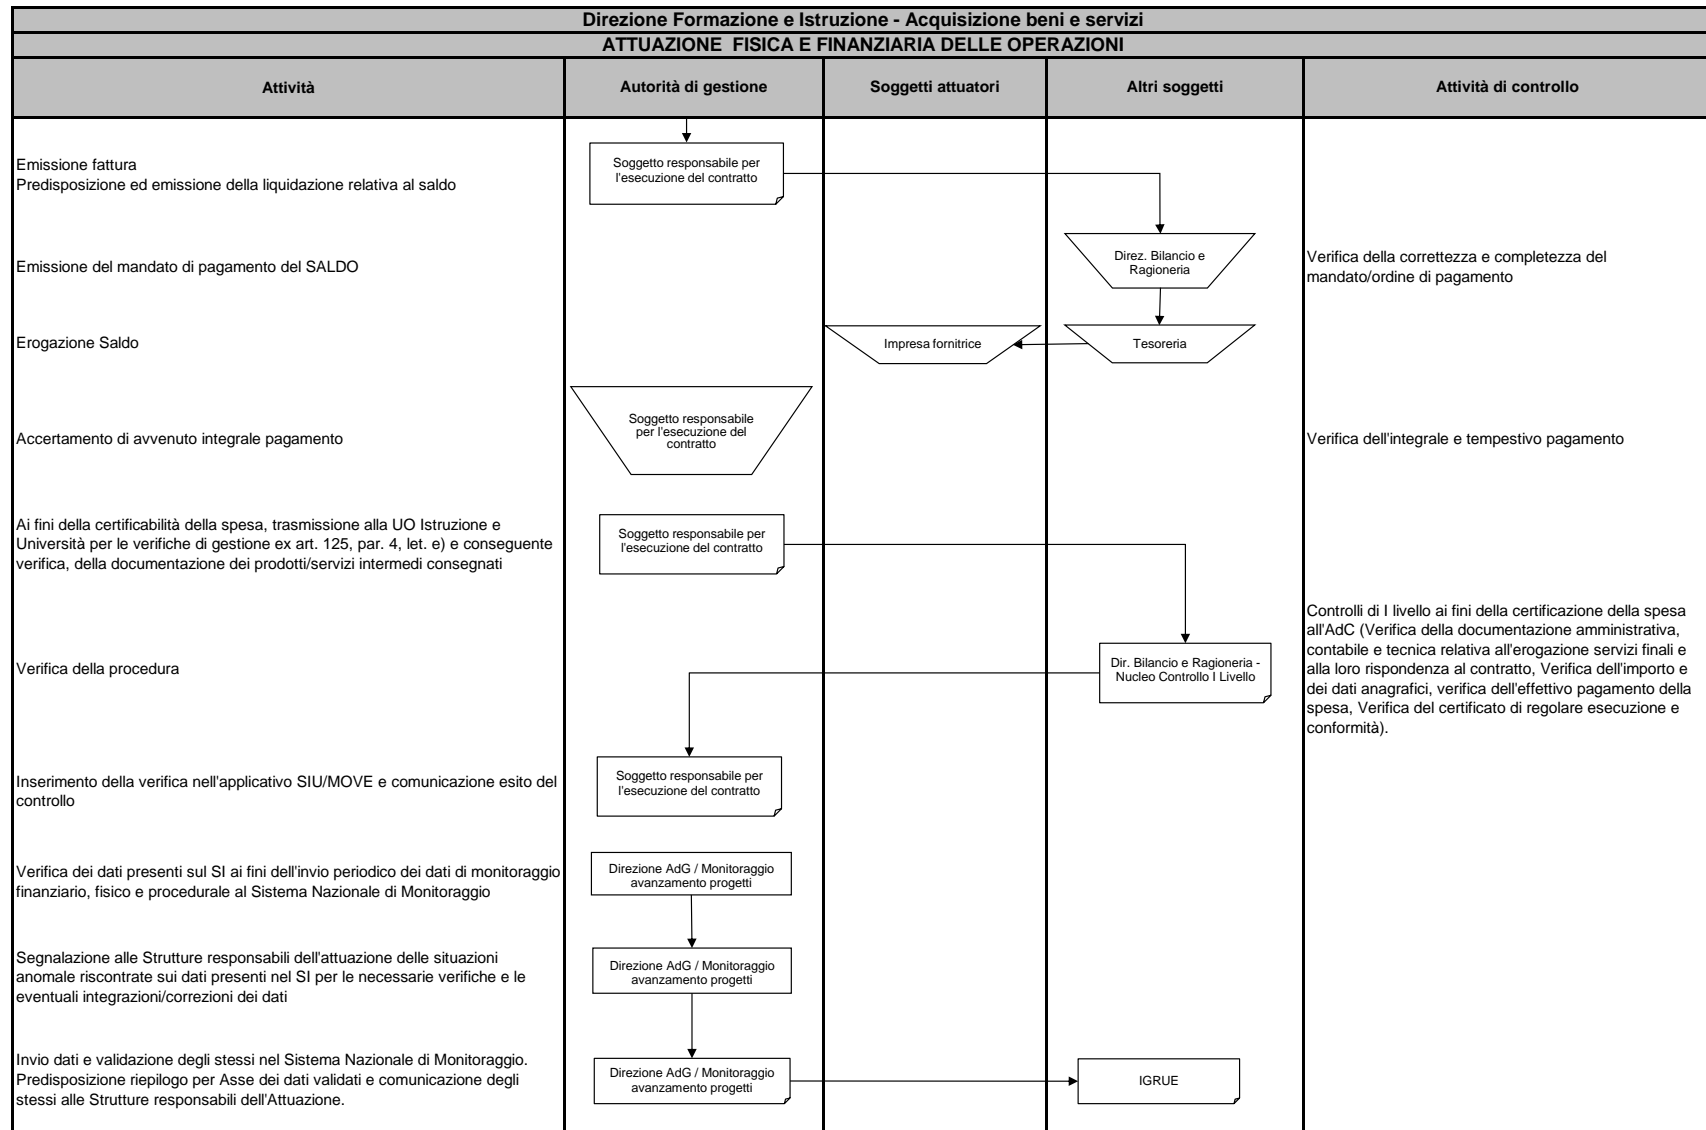 Direzione Formazione e Istruzione - Acquisizione beni e servizi
ATTUAZIONE  FISICA E FINANZIARIA DELLE OPERAZIONI
Attività
Autorità di gestione
Soggetti attuatori
Altri soggetti
Attività di controllo
Emissione fattura
Predisposizione ed emissione della liquidazione relativa al saldo
Soggetto responsabile per
l'esecuzione del contratto
Emissione del mandato di pagamento del SALDO
Direz. Bilancio e
Ragioneria
Verifica della correttezza e completezza del
mandato/ordine di pagamento
Erogazione Saldo
Impresa fornitrice
Tesoreria
Accertamento di avvenuto integrale pagamento
Soggetto responsabile
per l'esecuzione del
contratto
Verifica dell'integrale e tempestivo pagamento
Ai fini della certificabilità della spesa, trasmissione alla UO Istruzione e
Università per le verifiche di gestione ex art. 125, par. 4, let. e) e conseguente
verifica, della documentazione dei prodotti/servizi intermedi consegnati
Soggetto responsabile per
l'esecuzione del contratto
Verifica della procedura
Dir. Bilancio e Ragioneria -
Nucleo Controllo I Livello
Controlli di I livello ai fini della certificazione della spesa
all'AdC (Verifica della documentazione amministrativa,
contabile e tecnica relativa all'erogazione servizi finali e
alla loro rispondenza al contratto, Verifica dell'importo e
dei dati anagrafici, verifica dell'effettivo pagamento della
spesa, Verifica del certificato di regolare esecuzione e
conformità).
Inserimento della verifica nell'applicativo SIU/MOVE e comunicazione esito del
controllo
Soggetto responsabile per
l'esecuzione del contratto
Verifica dei dati presenti sul SI ai fini dell'invio periodico dei dati di monitoraggio
finanziario, fisico e procedurale al Sistema Nazionale di Monitoraggio
Direzione AdG / Monitoraggio
avanzamento progetti
Segnalazione alle Strutture responsabili dell'attuazione delle situazioni
anomale riscontrate sui dati presenti nel SI per le necessarie verifiche e le
eventuali integrazioni/correzioni dei dati
Direzione AdG / Monitoraggio
avanzamento progetti
Invio dati e validazione degli stessi nel Sistema Nazionale di Monitoraggio.
Predisposizione riepilogo per Asse dei dati validati e comunicazione degli
stessi alle Strutture responsabili dell'Attuazione.
Direzione AdG / Monitoraggio
avanzamento progetti
IGRUE